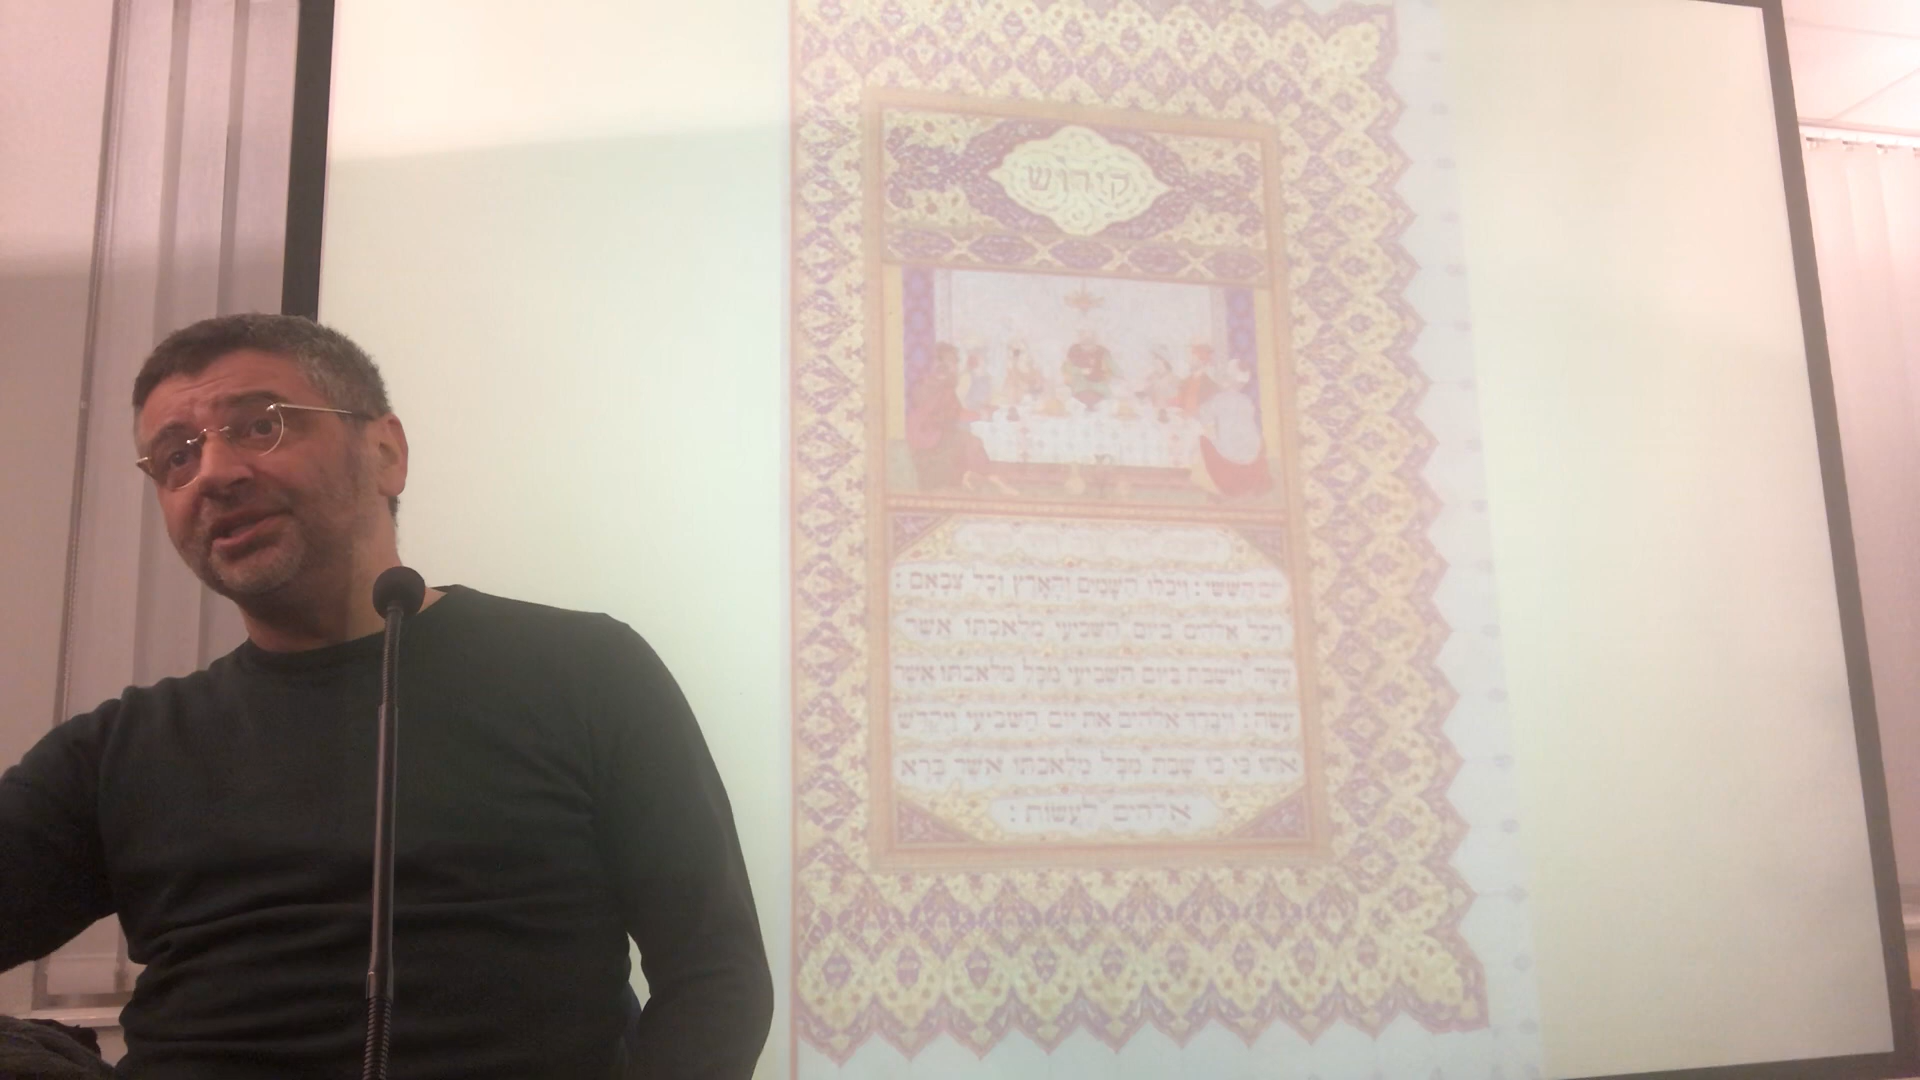 קידוש
יום הששי : ויכלו השמים והארץ וכל צבאם :
ויכל אלהים ביום השביעי מלאכתו אשר
עשה וישבת ביום השביעי מכל מלאכתו אשר
עשה : ויברך אלהים את יום השביעי ויקדש
אתו כי בו שבת מכל מלאכתו אשר ברא
אלהים לעשות :